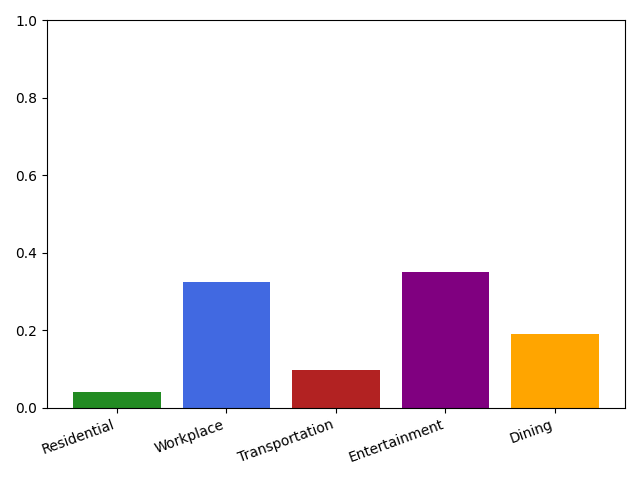 1.0
0.8
0.6
0.4
0.2
0.0
Residential
Workplace
Transportation
Entertainment
Dining